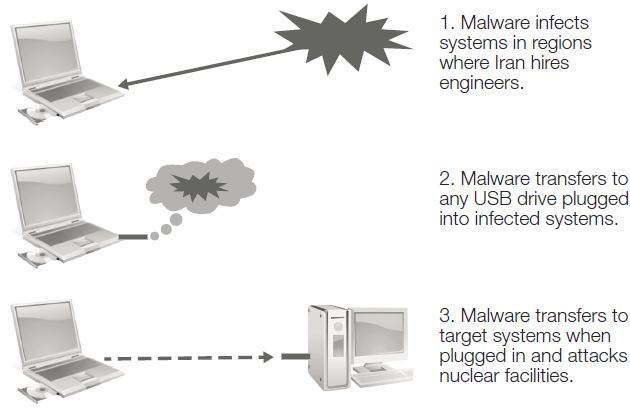 1. Malware infects
systems in regions
where Iran hires
engineers.
2. Malware transfers to
any USB drive plugged
into infected systems.
3. Malware transfers to
target systems when
plugged in and attacks
nuclear facilities.